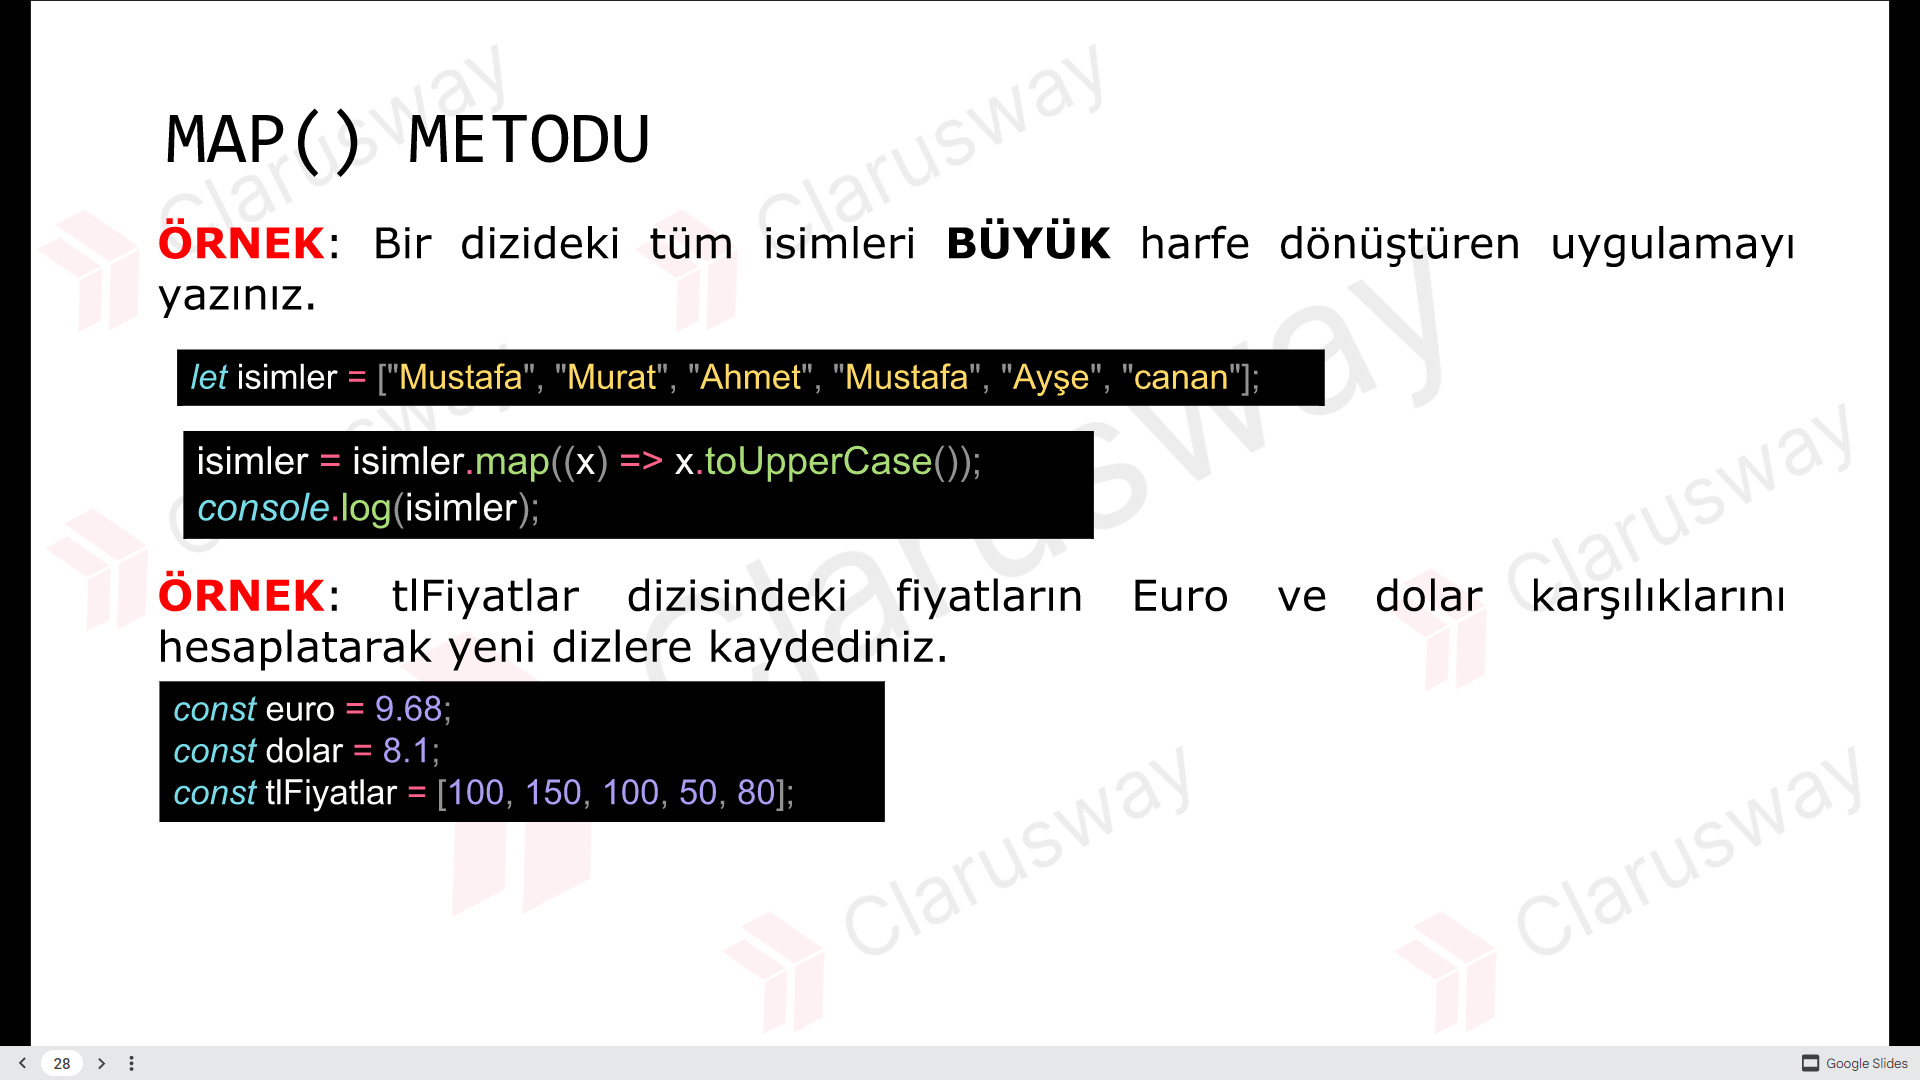 MAP() METODU
ÖRNEK: Bir dizideki tüm isimleri BÜYÜK harfe dönüştüren uygulamayı
yazınız.
let isimler = ["Mustafa", "Murat", "Ahmet", "Mustafa", "Ayşe", "canan"];
isimler = isimler.map((x) => x.toUpperCase());
console.log(isimler);
ÖRNEK: tlFiyatlar dizisindeki fiyatların Euro ve dolar karşılıklarını
hesaplatarak yeni dizlere kaydediniz.
const euro = 9.68;
const dolar = 8.1;
const tlFiyatlar = [100, 150, 100, 50, 80];
Clarusway
Clarusway
Clarusway
Clarusway
Clarusway
Clarusway
28
Google Slides